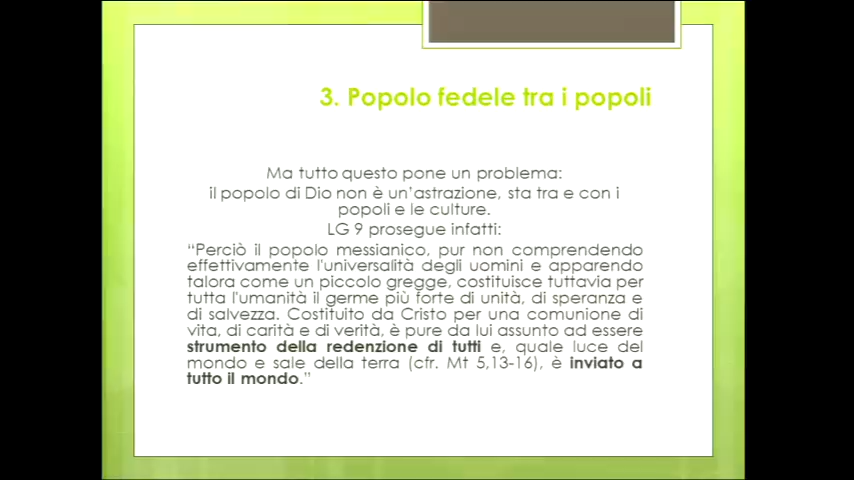 3. Popolo fedele tra i popoli
Ma tutto questo pone un problema:
il popolo di Dio non è un’astrazione, sta tra e con i
popoli e le culture.
LG 9 prosegue infatti:
“Perciò il popolo messianico, pur non comprendendo
effettivamente l'universalità degli uomini e apparendo
talora come un piccolo gregge, costituisce tuttavia per
tutta l'umanità il germe più forte di unità, di speranza e
di salvezza. Costituito da Cristo per una comunione di
vita, di carità e di verità, è pure da lui assunto ad essere
strumento della redenzione di tutti e, quale luce del
mondo e sale della terra (cfr. Mt 5,13-16), è inviato a
tutto il mondo.”